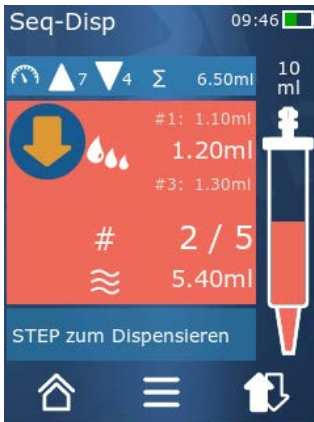 Seq-Disp 09:46
7 4 Σ 6.50ml 10 ml
#1: 1.10ml
1.20ml
#3: 1.30ml
# 2 / 5
5.40ml
STEP zum Dispensieren